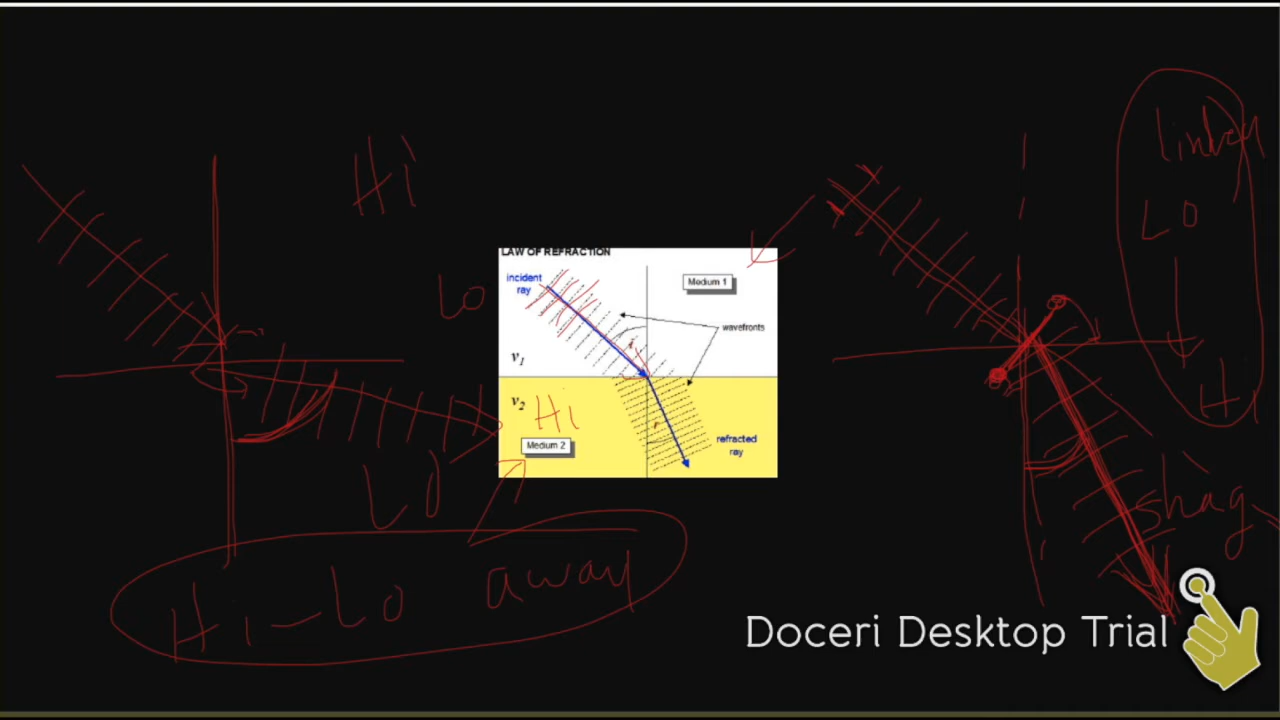 Hi
LO
LO
Hi-Lo away
LAW OF REFRACTION
incident
ray
Medium 1
wavefronts
v1
v2
Hi
Medium 2
i
r
refracted
ray
LO
Hi
shag
Doceri Desktop Trial